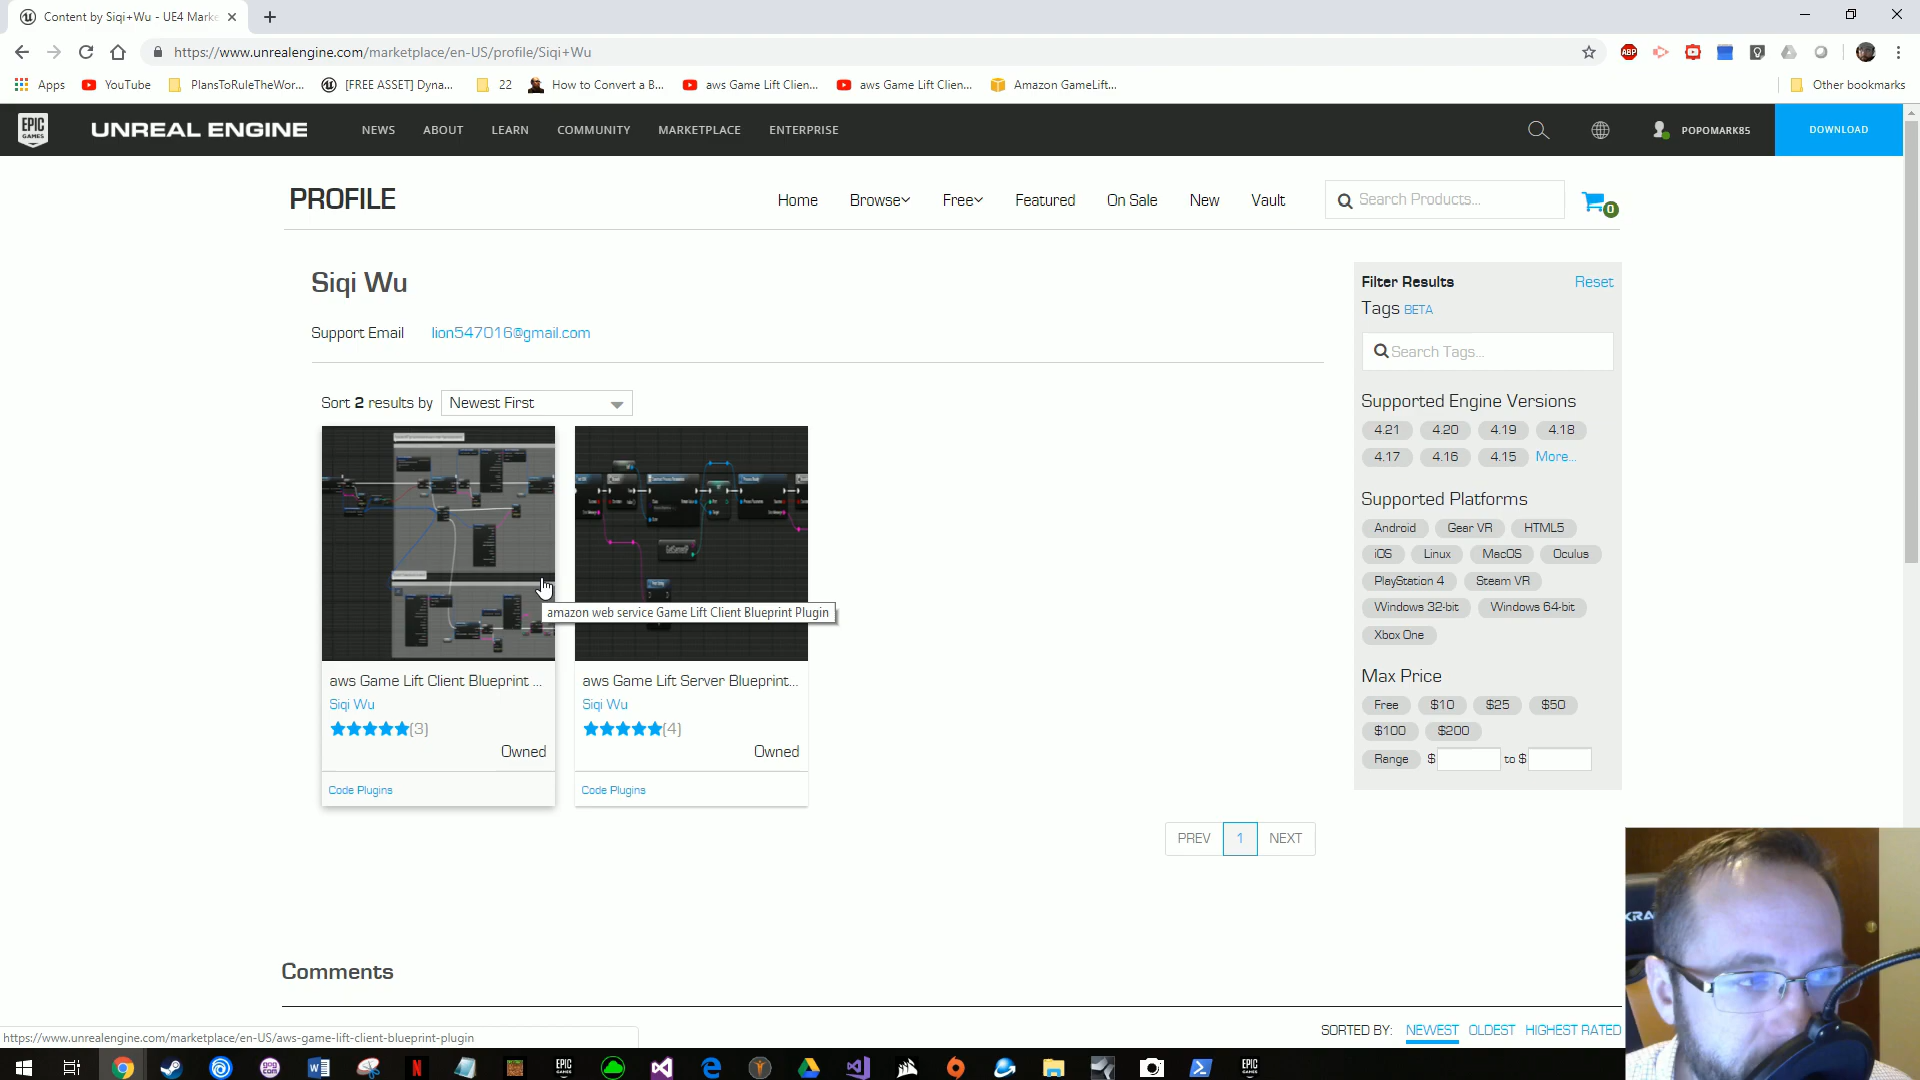 Content by Siqi+Wu - UE4 Marke
https://www.unrealengine.com/marketplace/en-US/profile/Siqi+Wu
ABP
Apps YouTube PlansToRuleTheWor... [FREE ASSET] Dyna... 22 How to Convert a B... aws Game Lift Clien... aws Game Lift Clien... Amazon GameLift... Other bookmarks
EPIC GAMES UNREAL ENGINE NEWS ABOUT LEARN COMMUNITY MARKETPLACE ENTERPRISE POPOMARK85 DOWNLOAD
PROFILE Home Browse Free Featured On Sale New Vault Search Products... 0
Siqi Wu
Support Email lion547016@gmail.com
Sort 2 results by Newest First
amazon web service Game Lift Client Blueprint Plugin
aws Game Lift Client Blueprint ...
Siqi Wu
(3)
Owned
Code Plugins
aws Game Lift Server Blueprint...
Siqi Wu
(4)
Owned
Code Plugins
PREV 1 NEXT
Filter Results Reset
Tags BETA
Search Tags...
Supported Engine Versions
4.21 4.20 4.19 4.18
4.17 4.16 4.15 More...
Supported Platforms
Android Gear VR HTML5
iOS Linux MacOS Oculus
PlayStation 4 Steam VR
Windows 32-bit Windows 64-bit
Xbox One
Max Price
Free $10 $25 $50
$100 $200
Range $ to $
Comments
SORTED BY: NEWEST OLDEST HIGHEST RATED
https://www.unrealengine.com/marketplace/en-US/aws-game-lift-client-blueprint-plugin